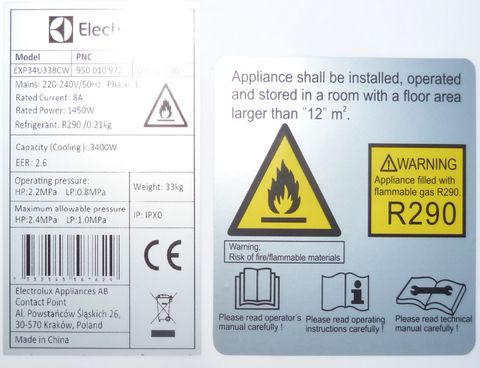 Electr
Model PNC
EXP34U338CW 950 010 972
Mains: 220-240V/50Hz Phase 1
Rated Current 8A
Rated Power: 1450W
Refrigerant: R290 /0.21kg
Capacity (Cooling): 3400W
EER: 2.6
Operating pressure:
HP:2.2MPa LP:0.8MPa
Weight: 33kg
Maximum allowable pressure
HP:2.4MPa LP:1.0MPa
IP: IPX0
CE
Electrolux Appliances AB
Contact Point
Al. Powstańców Śląskich 26,
30-570 Kraków, Poland
Made in China
Appliance shall be installed, operated
and stored in a room with a floor area
larger than "12" m².
WARNING
Appliance filled with
flammable gas R290.
R290
Warning;
Risk of fire/flammable materials
Please read operator's
manual carefully !
Please read operating
instructions carefully !
Please read technical
manual carefully !